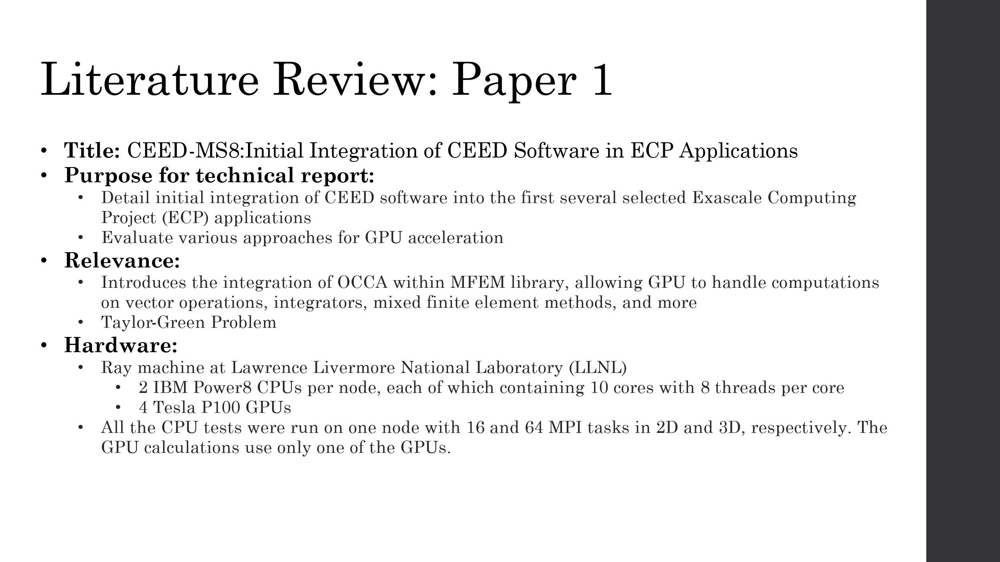 Literature Review: Paper 1
• Title: CEED-MS8:Initial Integration of CEED Software in ECP Applications
• Purpose for technical report:
• Detail initial integration of CEED software into the first several selected Exascale Computing
Project (ECP) applications
• Evaluate various approaches for GPU acceleration
• Relevance:
• Introduces the integration of OCCA within MFEM library, allowing GPU to handle computations
on vector operations, integrators, mixed finite element methods, and more
• Taylor-Green Problem
• Hardware:
• Ray machine at Lawrence Livermore National Laboratory (LLNL)
• 2 IBM Power8 CPUs per node, each of which containing 10 cores with 8 threads per core
• 4 Tesla P100 GPUs
• All the CPU tests were run on one node with 16 and 64 MPI tasks in 2D and 3D, respectively. The
GPU calculations use only one of the GPUs.